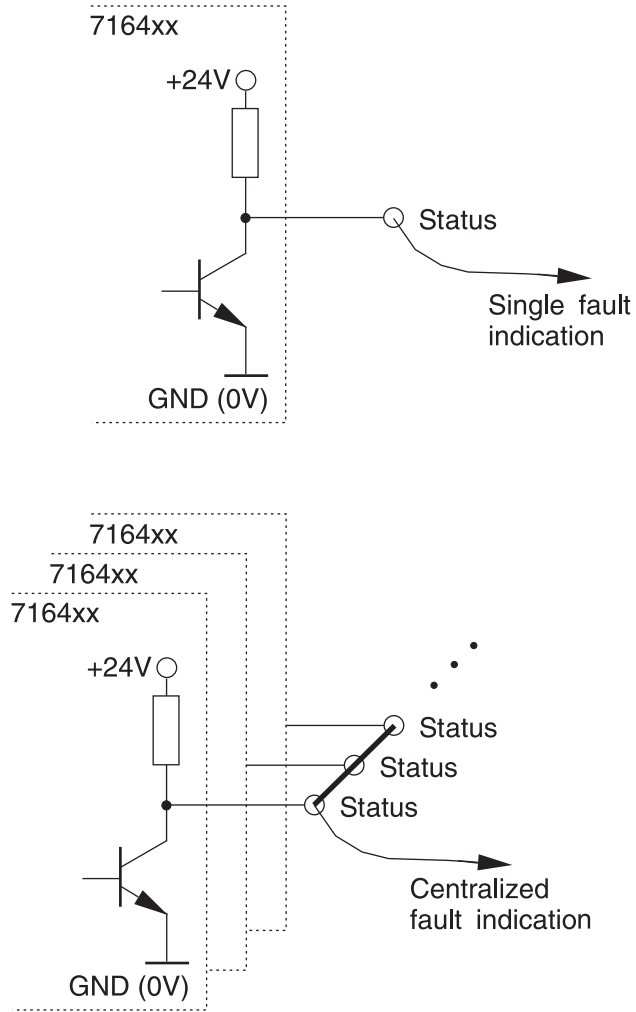 7164xx
+24V
Status
Single fault
indication
GND (0V)
7164xx
7164xx
7164xx
+24V
Status
Status
Status
Centralized
fault indication
GND (0V)